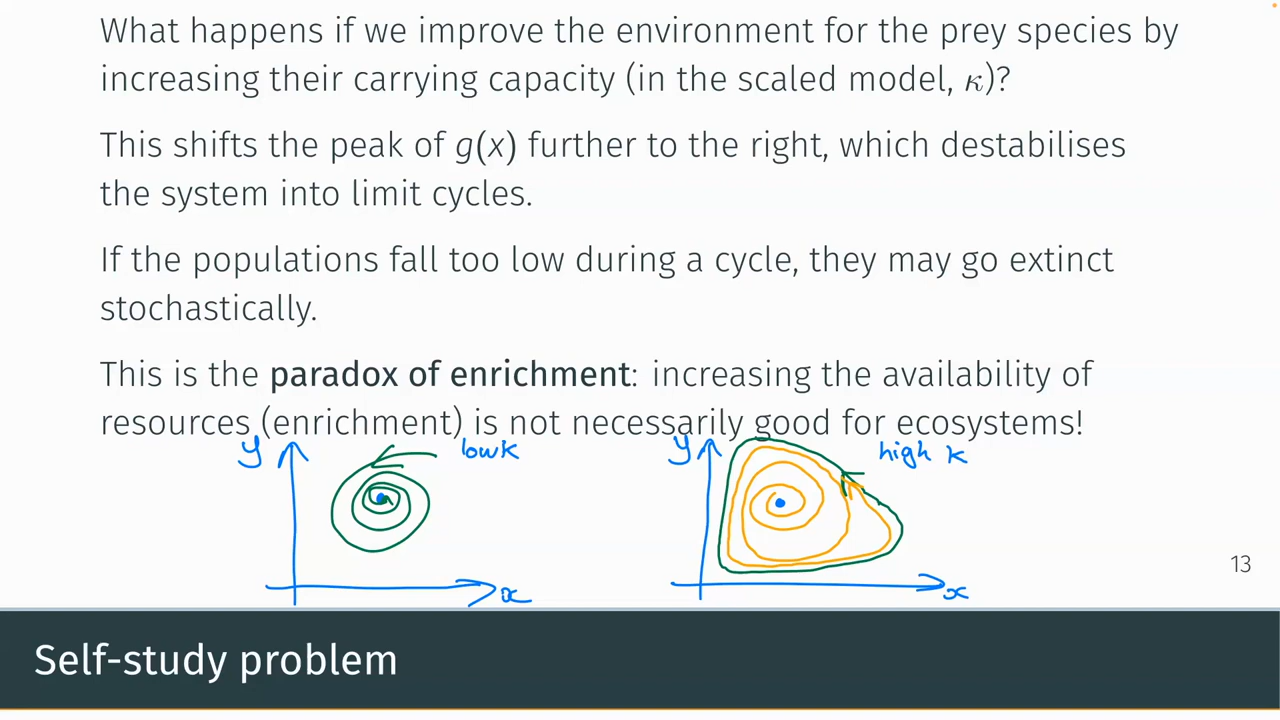 What happens if we improve the environment for the prey species by
increasing their carrying capacity (in the scaled model, κ)?
This shifts the peak of g(x) further to the right, which destabilises
the system into limit cycles.
If the populations fall too low during a cycle, they may go extinct
stochastically.
This is the paradox of enrichment: increasing the availability of
resources (enrichment) is not necessarily good for ecosystems!
y
low κ
x
y
high κ
x
13
Self-study problem